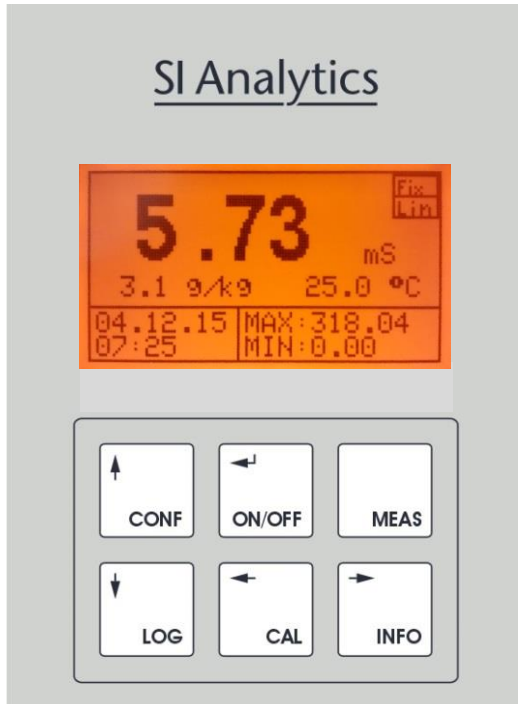 SI Analytics
Fix
Lin
5.73 mS
3.1 g/kg 25.0 °C
04.12.15 MAX:318.04
07:25 MIN:0.00
CONF ON/OFF MEAS
LOG CAL INFO